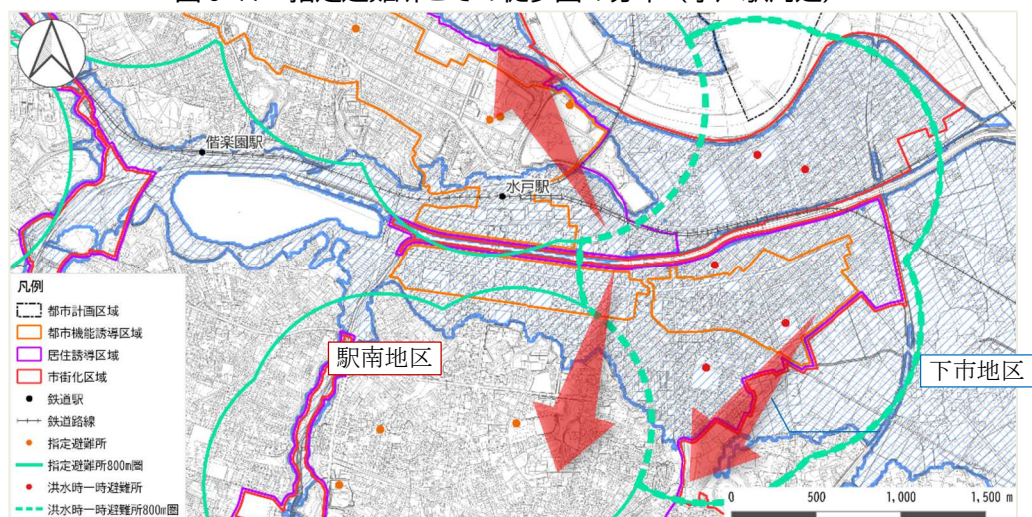 偕楽園駅
水戸駅
凡例
都市計画区域
都市機能誘導区域
居住誘導区域
市街化区域
鉄道駅
鉄道路線
指定避難所
指定避難所800m圏
洪水時一時避難所
洪水時一時避難所800m圏
駅南地区
下市地区
0 500 1,000 1,500 m